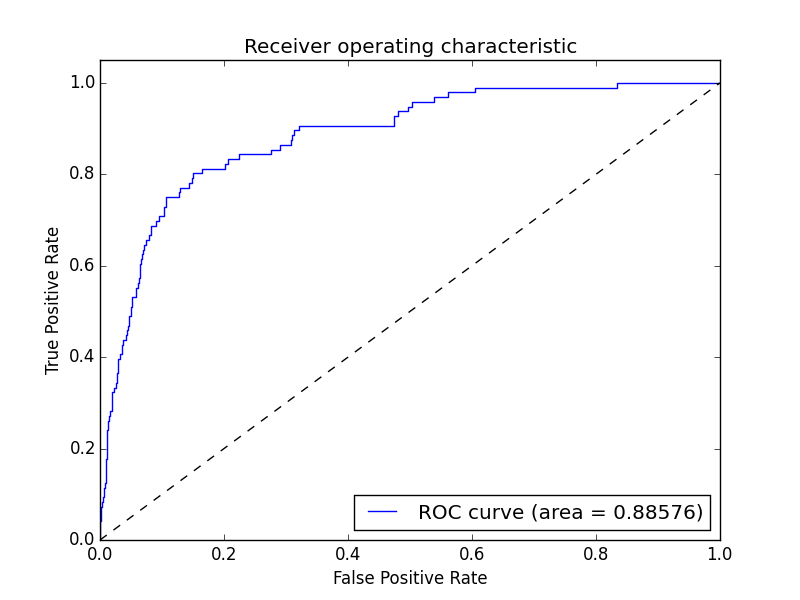 Receiver operating characteristic
True Positive Rate
1.0
0.8
0.6
0.4
0.2
0.0
ROC curve (area = 0.88576)
0.0 0.2 0.4 0.6 0.8 1.0
False Positive Rate